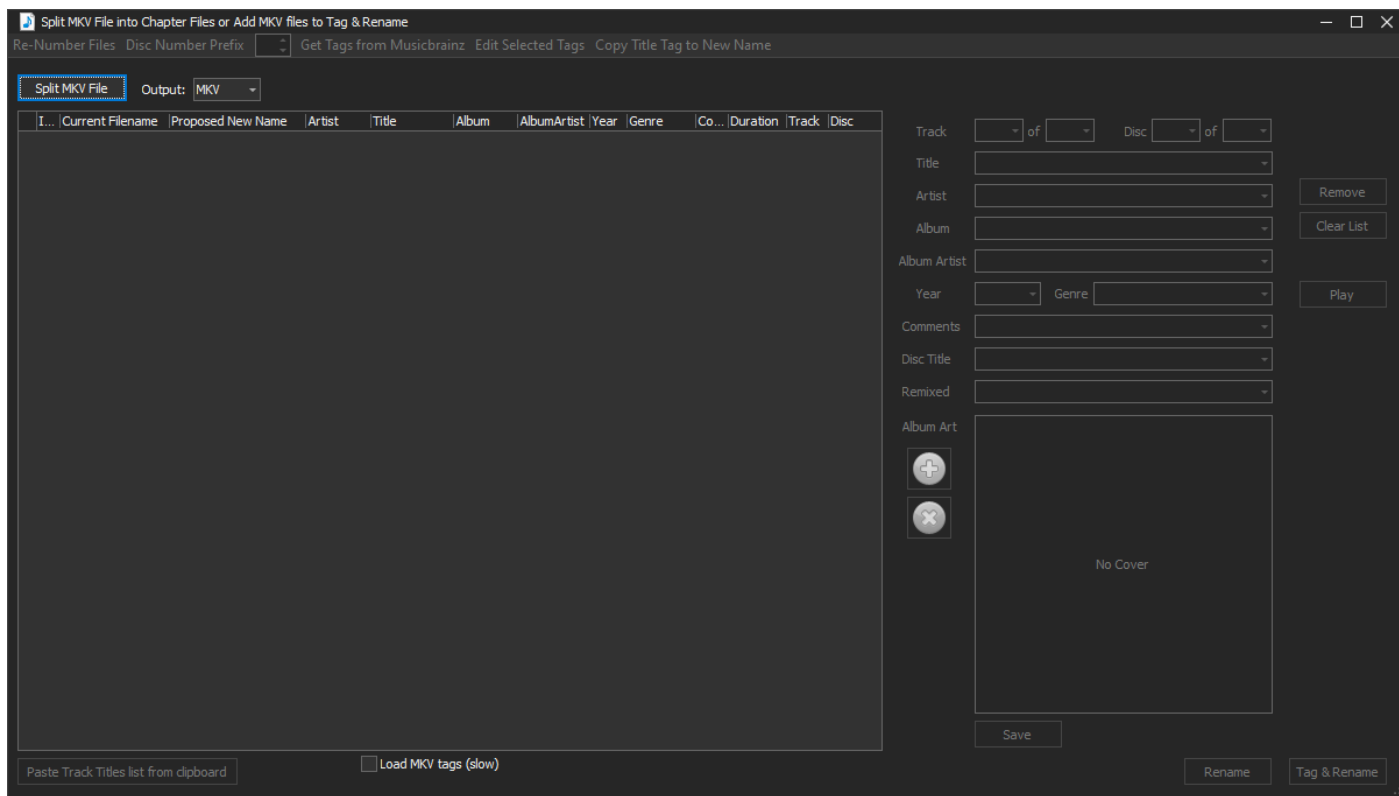 Split MKV File into Chapter Files or Add MKV files to Tag & Rename
Re-Number Files Disc Number Prefix Get Tags from Musicbrainz Edit Selected Tags Copy Title Tag to New Name
Split MKV File Output: MKV
I... Current Filename Proposed New Name Artist Title Album AlbumArtist Year Genre Co... Duration Track Disc
Track of Disc of
Title
Artist
Remove
Album
Clear List
Album Artist
Year Genre
Play
Comments
Disc Title
Remixed
Album Art
No Cover
Save
Paste Track Titles list from clipboard
Load MKV tags (slow)
Rename
Tag & Rename